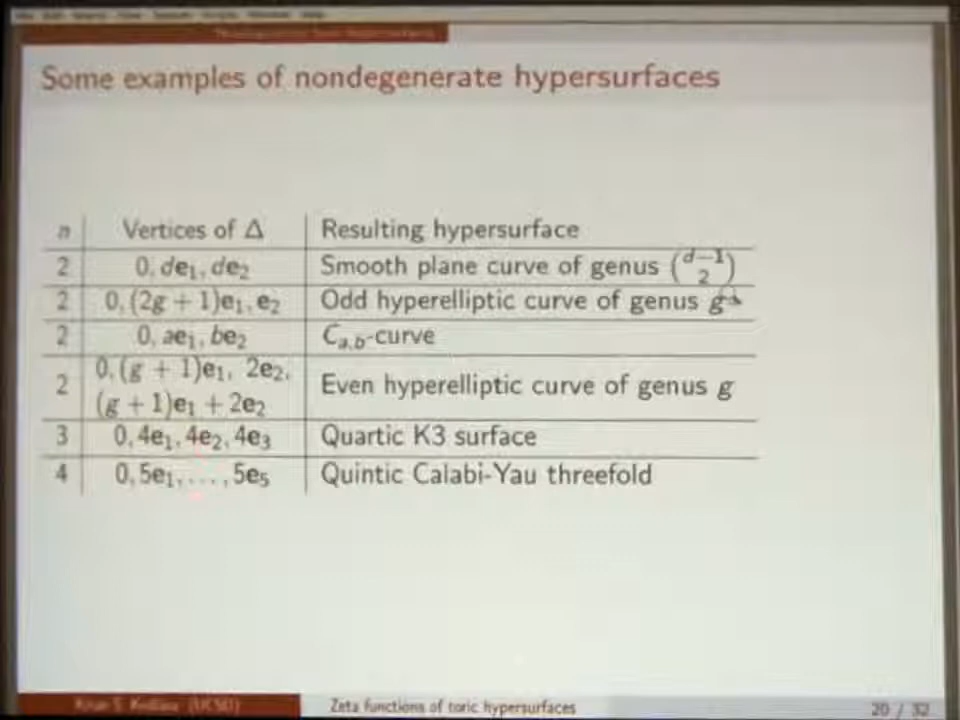 Some examples of nondegenerate hypersurfaces
n Vertices of Δ Resulting hypersurface
2 0, de₁, de₂ Smooth plane curve of genus (d−1 2)
2 0, (2g + 1)e₁, e₂ Odd hyperelliptic curve of genus g
2 0, ae₁, be₂ C_{a,b}-curve
2 0, (g + 1)e₁, 2e₂, (g + 1)e₁ + 2e₂ Even hyperelliptic curve of genus g
3 0, 4e₁, 4e₂, 4e₃ Quartic K3 surface
4 0, 5e₁, . . . , 5e₅ Quintic Calabi-Yau threefold
(UCSD) Zeta functions of toric hypersurfaces 20 / 32